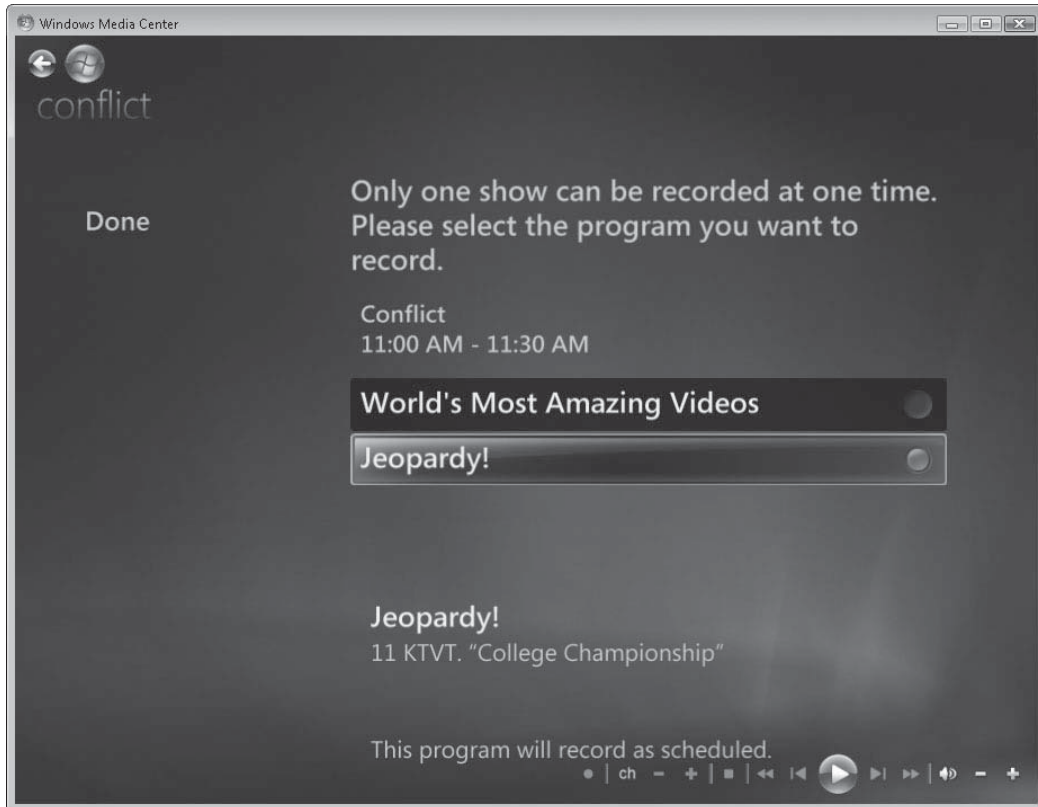 Windows Media Center
conflict
Done
Only one show can be recorded at one time.
Please select the program you want to
record.
Conflict
11:00 AM - 11:30 AM
World's Most Amazing Videos
Jeopardy!
Jeopardy!
11 KTVT. “College Championship”
This program will record as scheduled.
ch - +
- +